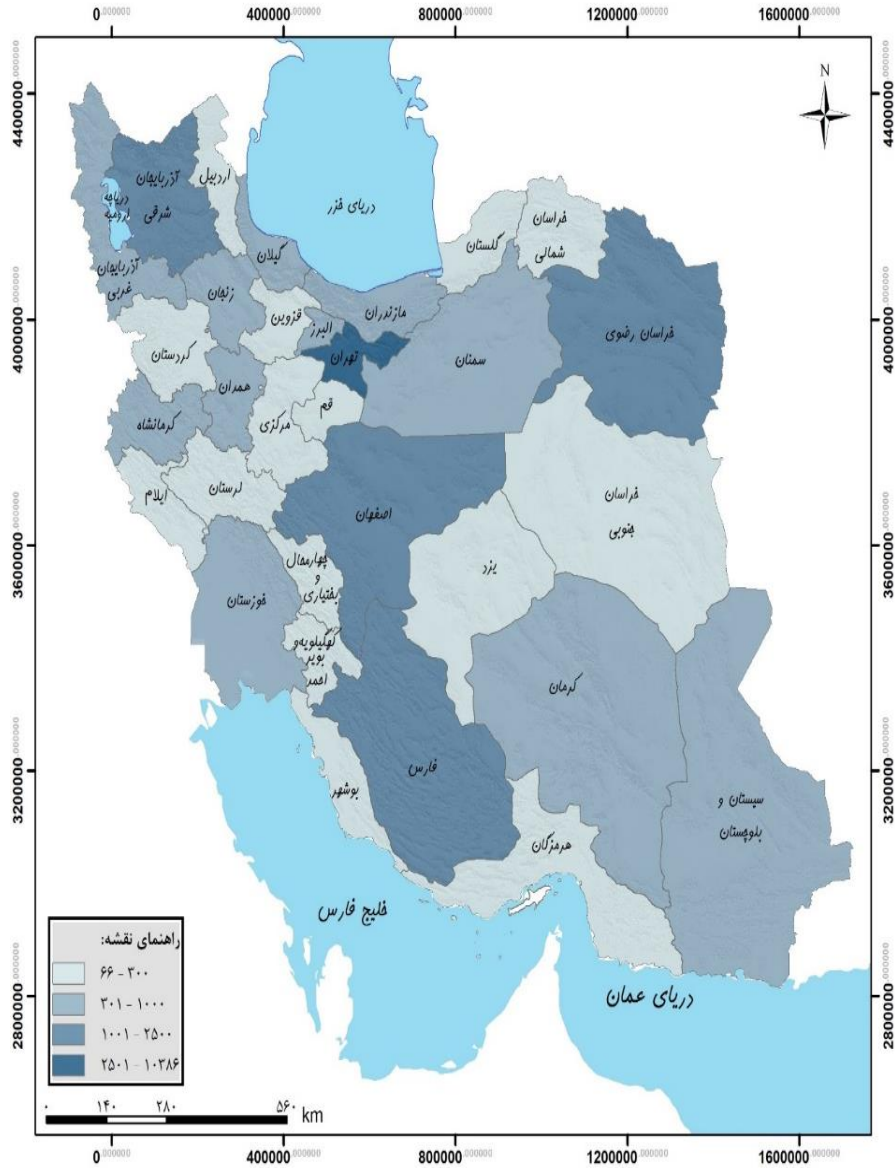 0.000000 400000.000000 800000.000000 1200000.000000 1600000.000000
N
4400000.000000
4000000.000000
3600000.000000
3200000.000000
2800000.000000
4400000.000000
4000000.000000
3600000.000000
3200000.000000
2800000.000000
دریای خزر
آذربایجان
شرقی
اردبیل
دریاچه
ارومیه
آذربایجان
غربی
گیلان
زنجان
قزوین
البرز
مازندران
تهران
گلستان
خراسان
شمالی
خراسان رضوی
سمنان
کردستان
همدان
کرمانشاه
مرکزی
قم
ایلام
لرستان
اصفهان
خراسان
جنوبی
یزد
خوزستان
چهارمحال
و
بختیاری
کهگیلویه و
بویر
احمد
فارس
کرمان
بوشهر
هرمزگان
سیستان و
بلوچستان
خلیج فارس
دریای عمان
راهنمای نقشه:
۶۶ - ۳۰۰
۳۰۱ - ۱۰۰۰
۱۰۰۱ - ۲۵۰۰
۲۵۰۱ - ۱۰۳۸۶
۰ ۱۴۰ ۲۸۰ ۵۶۰
km
0.000000 400000.000000 800000.000000 1200000.000000 1600000.000000